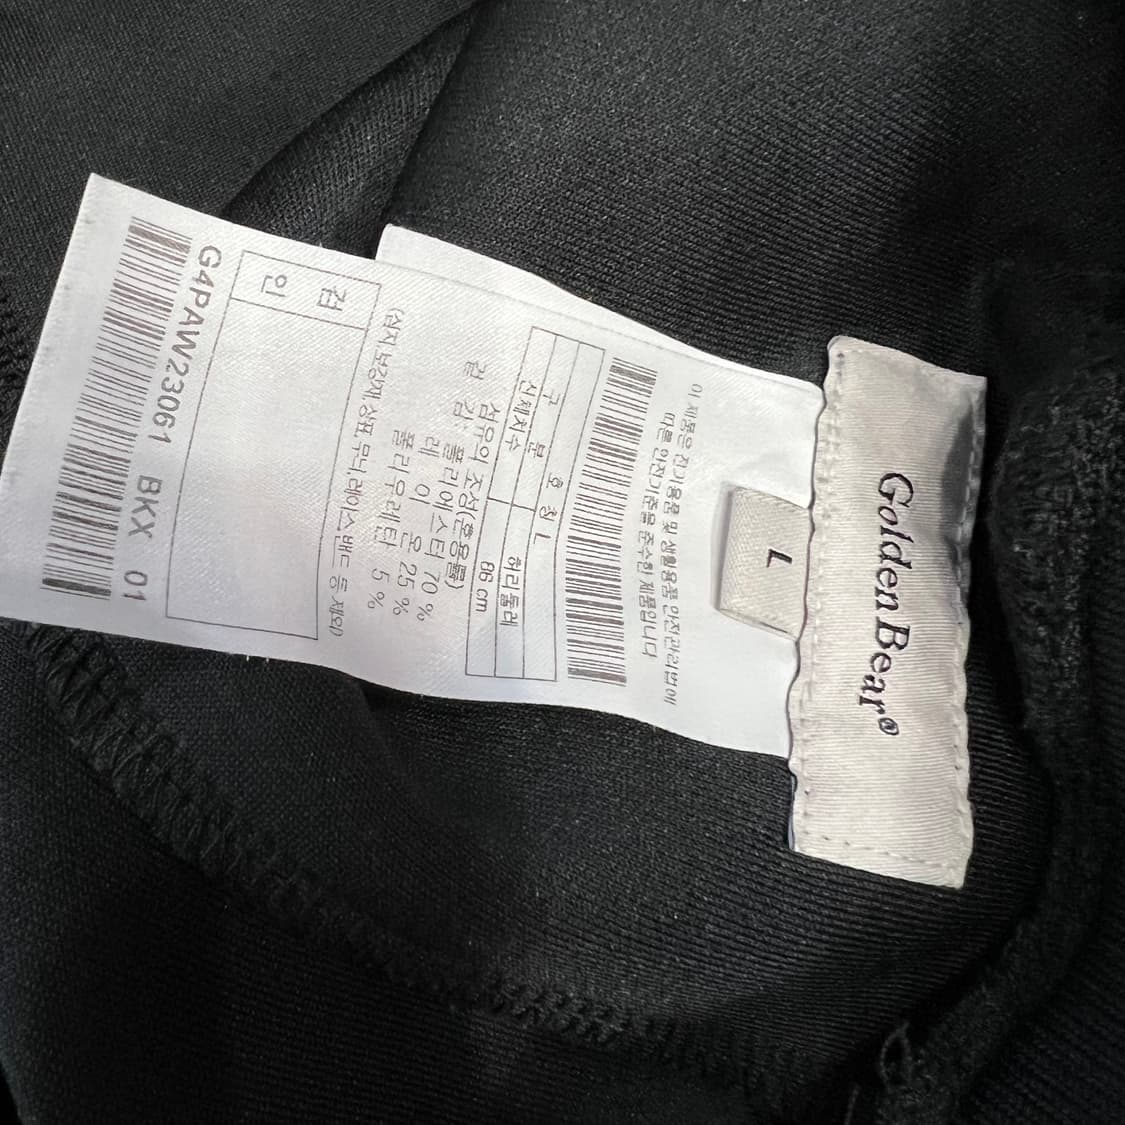 Golden Bear®
L
이 제품은 전기용품 및 생활용품 안전관리법에
따른 안전기준을 준수한 제품입니다
구 분 호칭 L
신체치수 허리둘레 86 cm
섬유의 조성(혼용률)
겉 감: 폴리에스터 70 %
레 이 온 25 %
폴리우레탄 5 %
(심지,보강재,상표,무늬,레이스,밴드 등 제외)
검 인
G4PAW23061 BKX 01